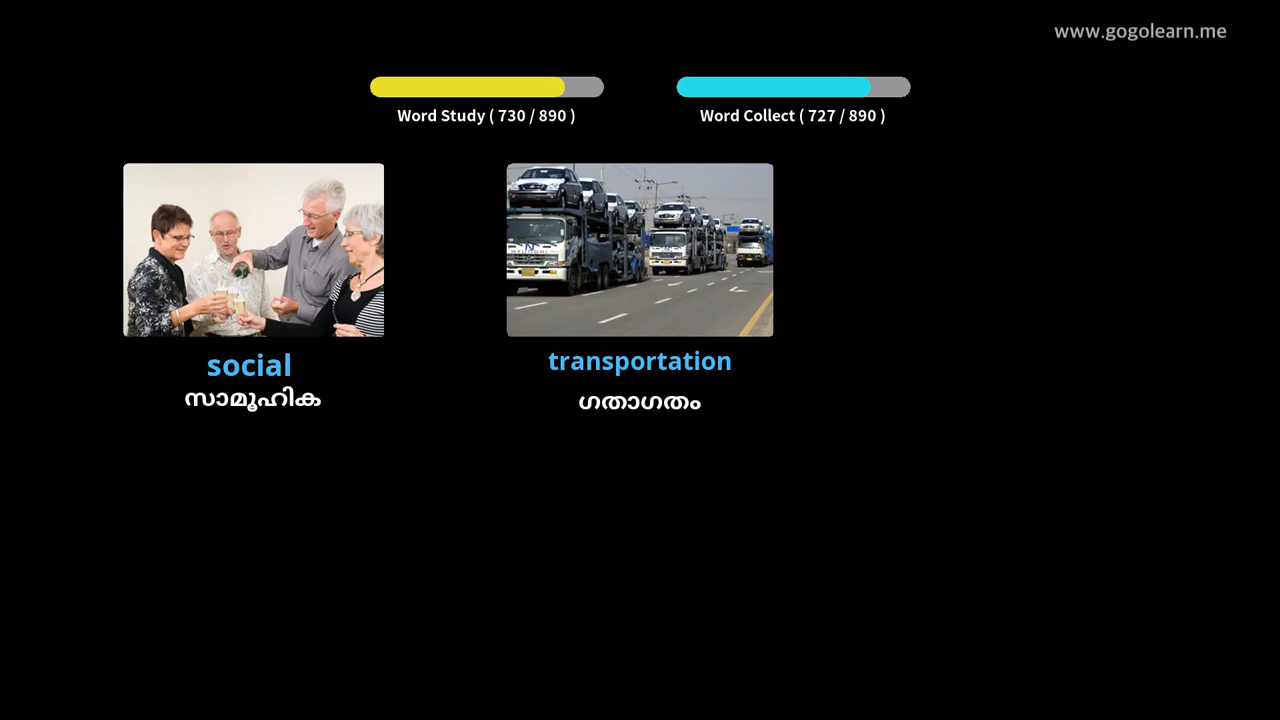 www.gogolearn.me
Word Study ( 730 / 890 )
Word Collect ( 727 / 890 )
social
സാമൂഹിക
transportation
ഗതാഗതം